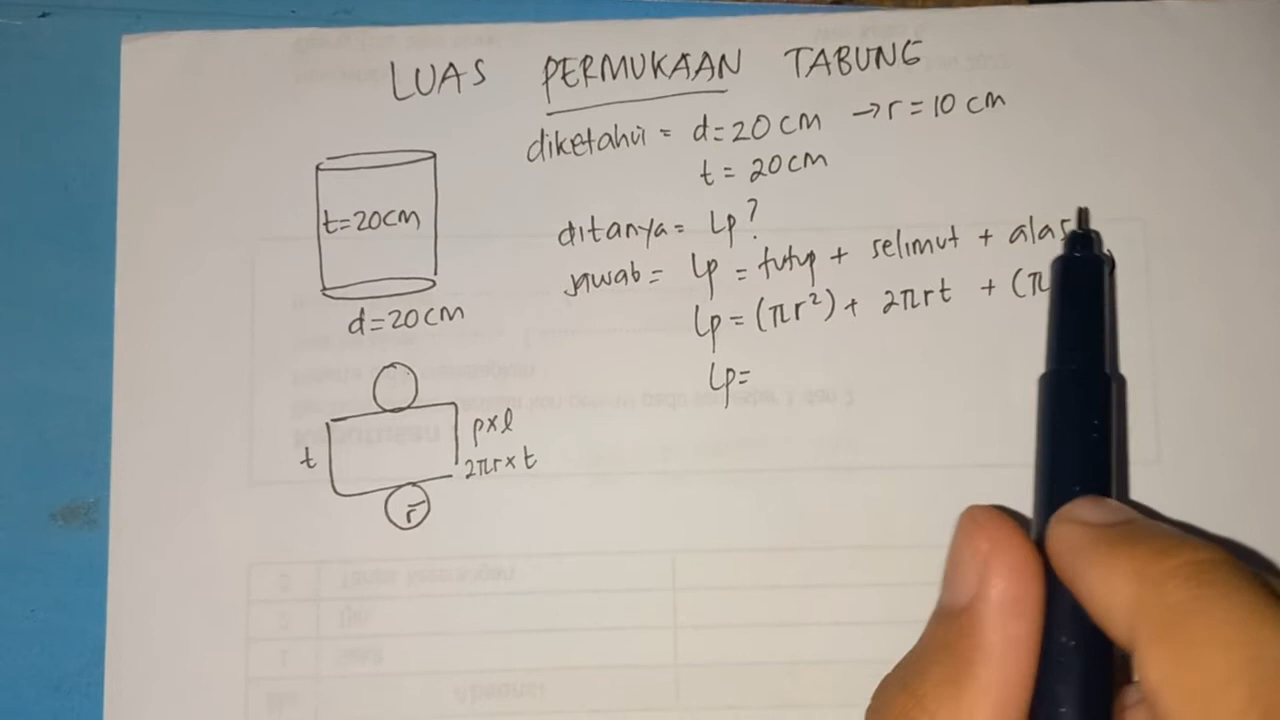 LUAS PERMUKAAN TABUNG
diketahui = d=20 cm → r = 10 cm
t = 20 cm
ditanya = Lp?
jawab = Lp = tutup + selimut + alas
Lp = (πr²) + 2πrt + (π
Lp =
t=20cm
d=20cm
p x l
t
2πr x t
r